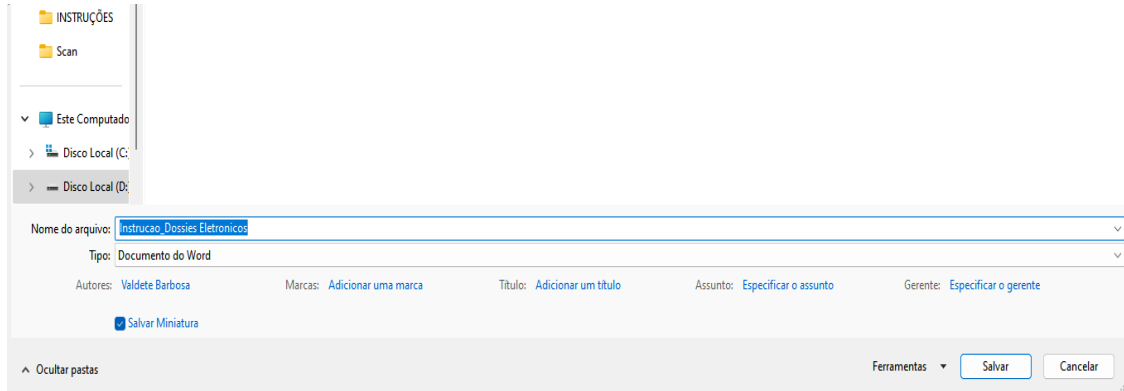 INSTRUÇÕES
Scan
Este Computado
Disco Local (C:
Disco Local (D:
Nome do arquivo: Instrucao_Dossies Eletronicos
Tipo: Documento do Word
Autores: Valdete Barbosa Marcas: Adicionar uma marca Título: Adicionar um título Assunto: Especificar o assunto Gerente: Especificar o gerente
Salvar Miniatura
Ocultar pastas Ferramentas Salvar Cancelar